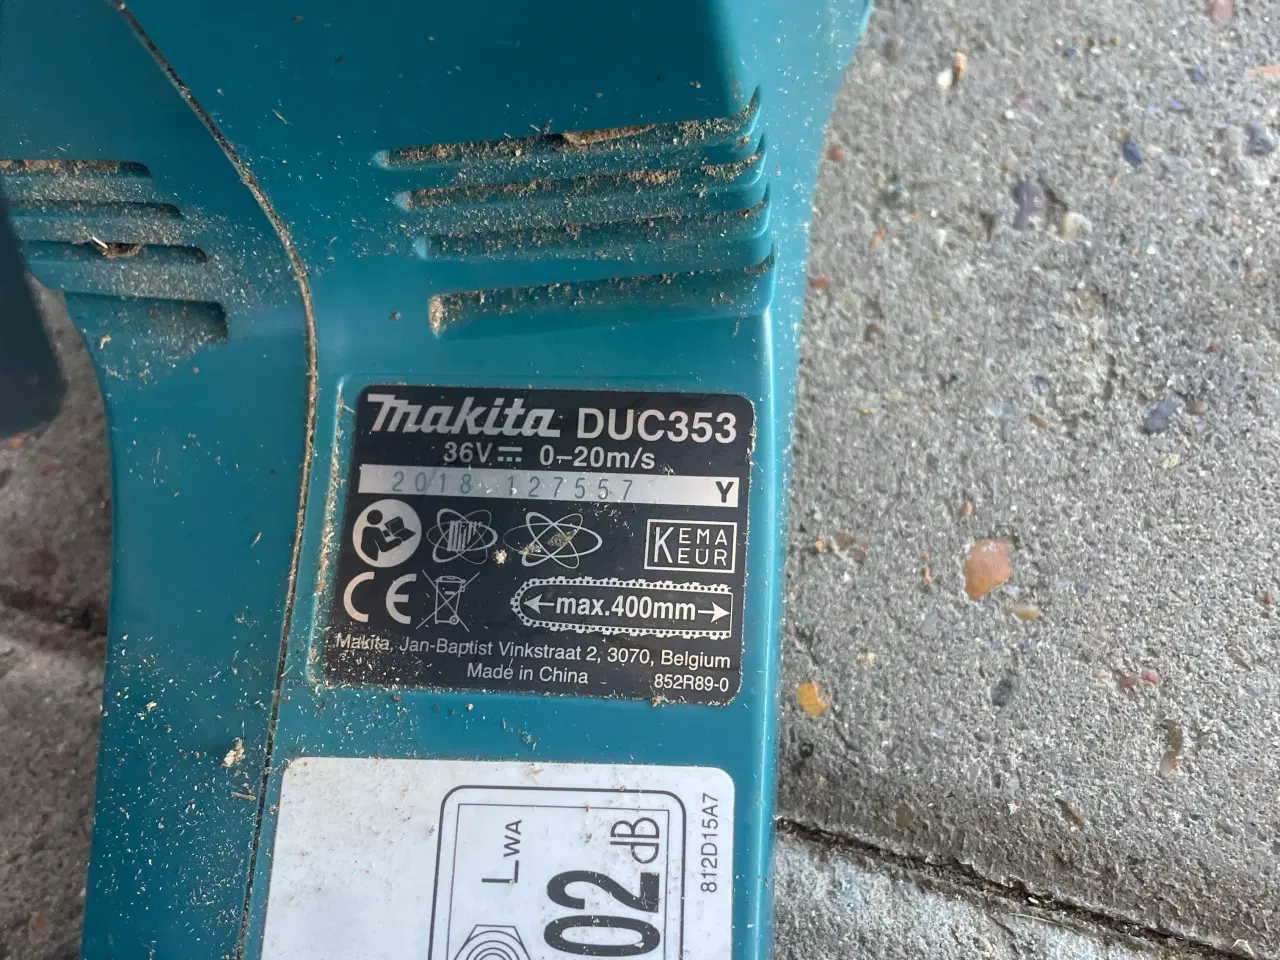 makita DUC353
36V 0-20m/s
2018 127557 Y
KEMA
KEUR
CE
max.400mm
Makita, Jan-Baptist Vinkstraat 2, 3070, Belgium
Made in China 852R89-0
LWA
02 dB
812D15A7